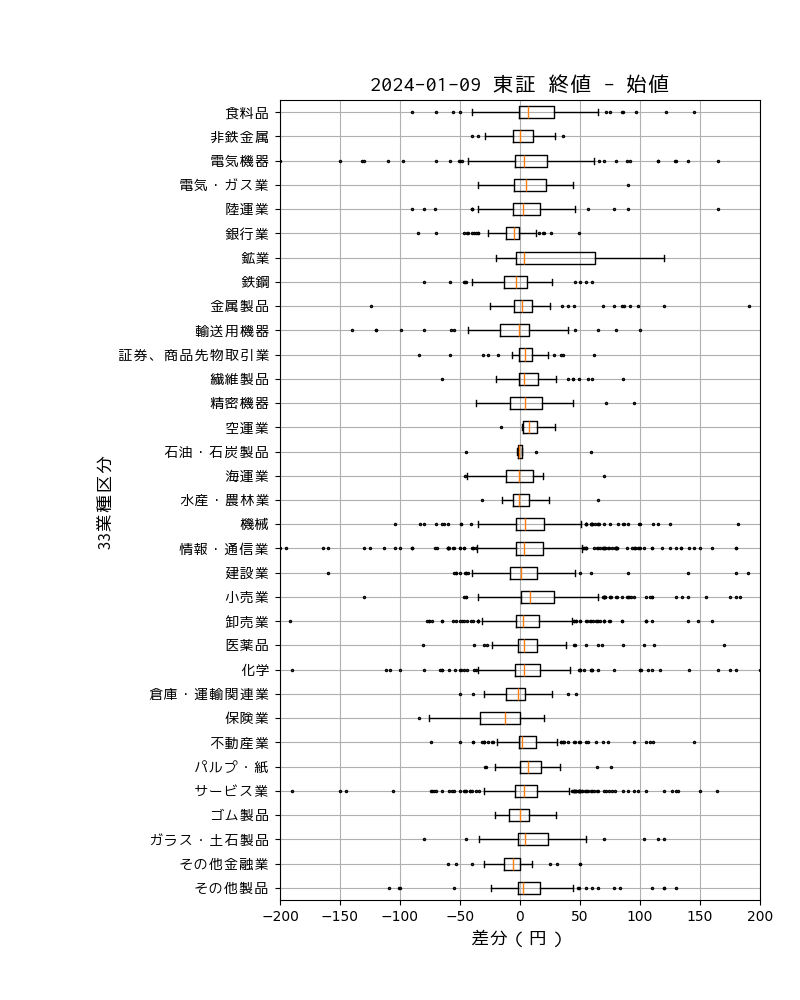 2024-01-09 東証 終値 - 始値
食料品
非鉄金属
電気機器
電気・ガス業
陸運業
銀行業
鉱業
鉄鋼
金属製品
輸送用機器
証券、商品先物取引業
繊維製品
精密機器
空運業
石油・石炭製品
海運業
水産・農林業
機械
情報・通信業
建設業
小売業
卸売業
医薬品
化学
倉庫・運輸関連業
保険業
不動産業
パルプ・紙
サービス業
ゴム製品
ガラス・土石製品
その他金融業
その他製品
33業種区分
−200 −150 −100 −50 0 50 100 150 200
差分 ( 円 )